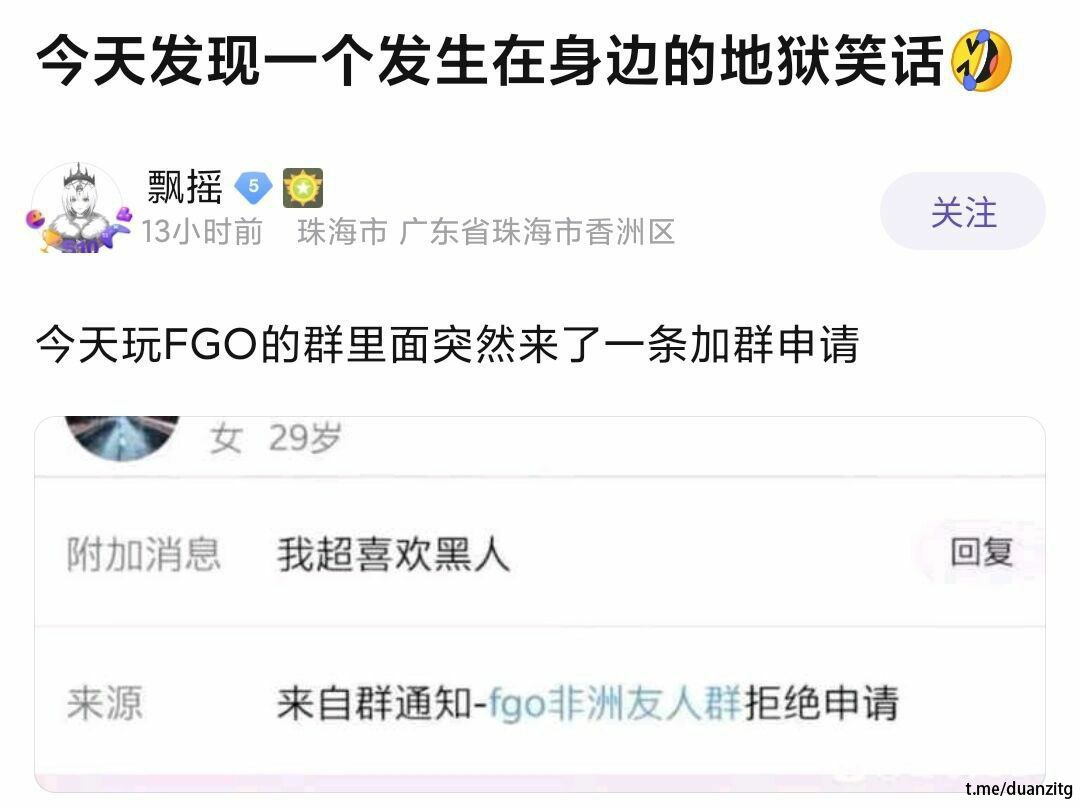 今天发现一个发生在身边的地狱笑话🤣
飘摇 5
13小时前 珠海市 广东省珠海市香洲区
关注
今天玩FGO的群里面突然来了一条加群申请
女 29岁
附加消息 我超喜欢黑人 回复
来源 来自群通知-fgo非洲友人群拒绝申请
t.me/duanzitg